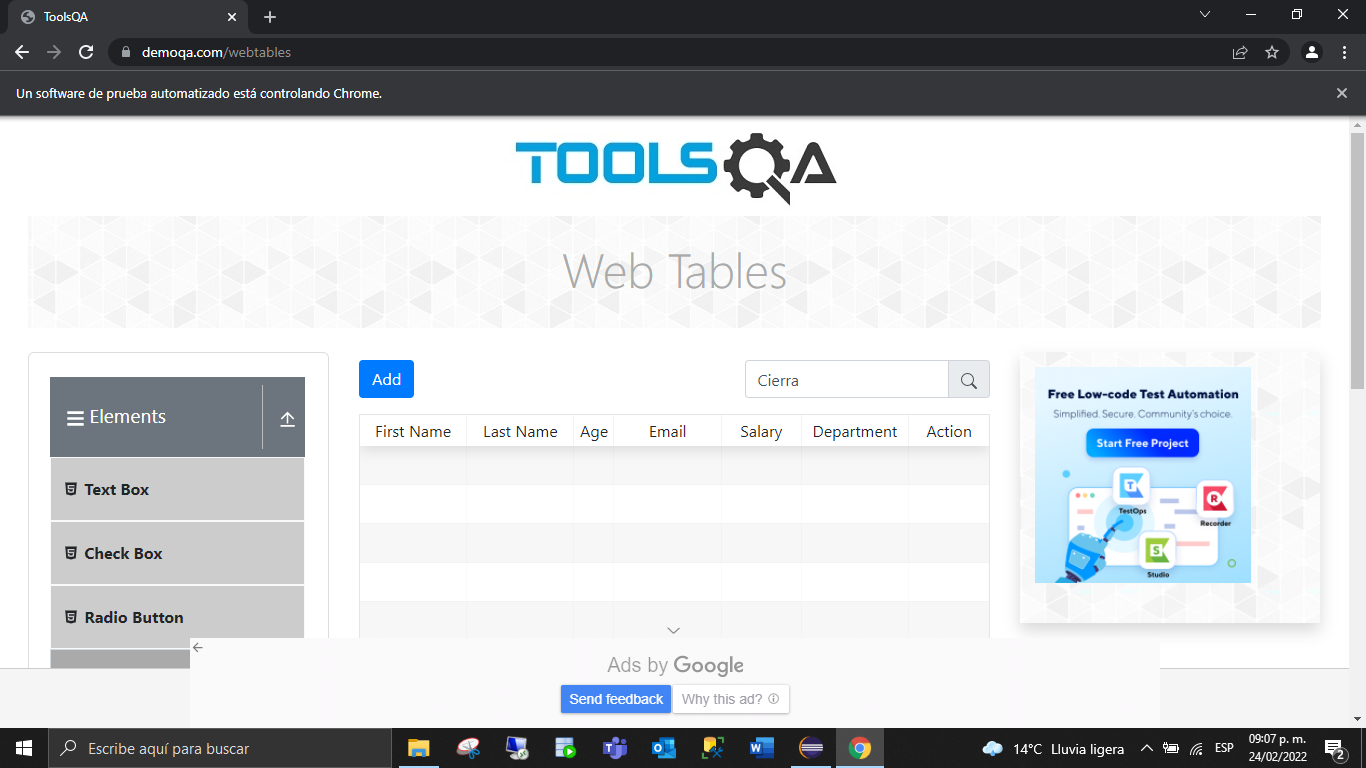 ToolsQA
demoqa.com/webtables
Un software de prueba automatizado está controlando Chrome.
TOOLSQA
Web Tables
Elements
Text Box
Check Box
Radio Button
Add
Cierra
First Name Last Name Age Email Salary Department Action
Free Low-code Test Automation
Simplified. Secure. Community's choice.
Start Free Project
TestOps
Recorder
Studio
Ads by Google
Send feedback Why this ad?
Escribe aquí para buscar
14°C Lluvia ligera
ESP
09:07 p. m.
24/02/2022
2